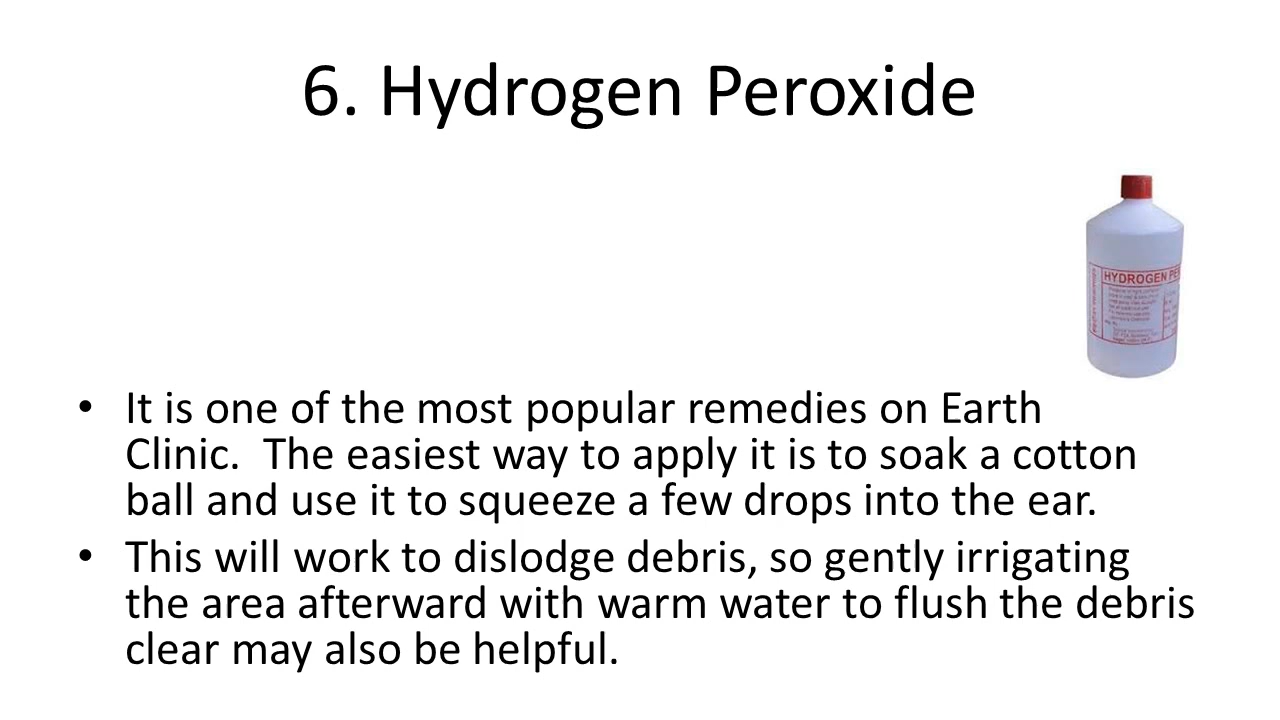 6. Hydrogen Peroxide
HYDROGEN PE
• It is one of the most popular remedies on Earth
Clinic.  The easiest way to apply it is to soak a cotton
ball and use it to squeeze a few drops into the ear.
• This will work to dislodge debris, so gently irrigating
the area afterward with warm water to flush the debris
clear may also be helpful.